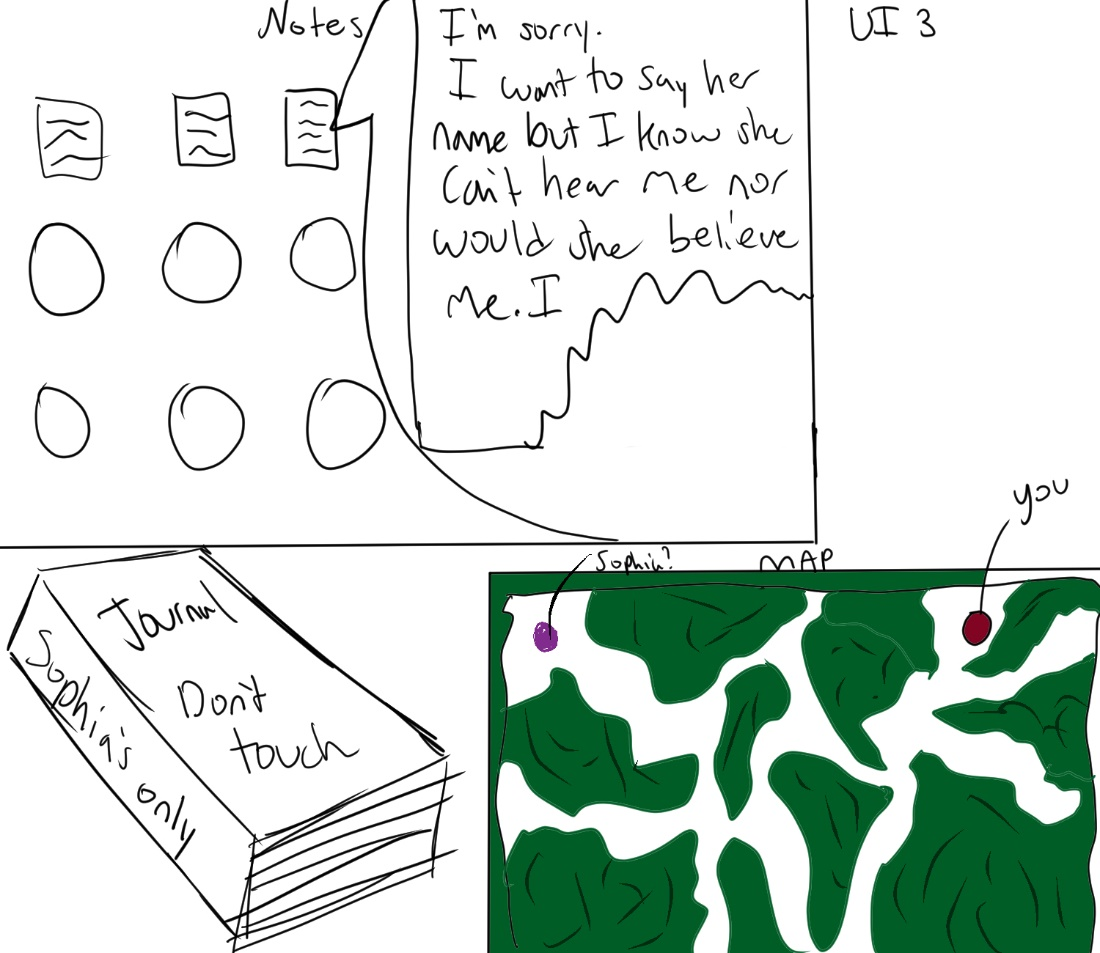 Notes
I'm sorry.
I want to say her
name but I know she
Can't hear me nor
would she believe
me. I
UI 3
Journal
Don't
touch
Sophia's only
Sophia?
MAP
you